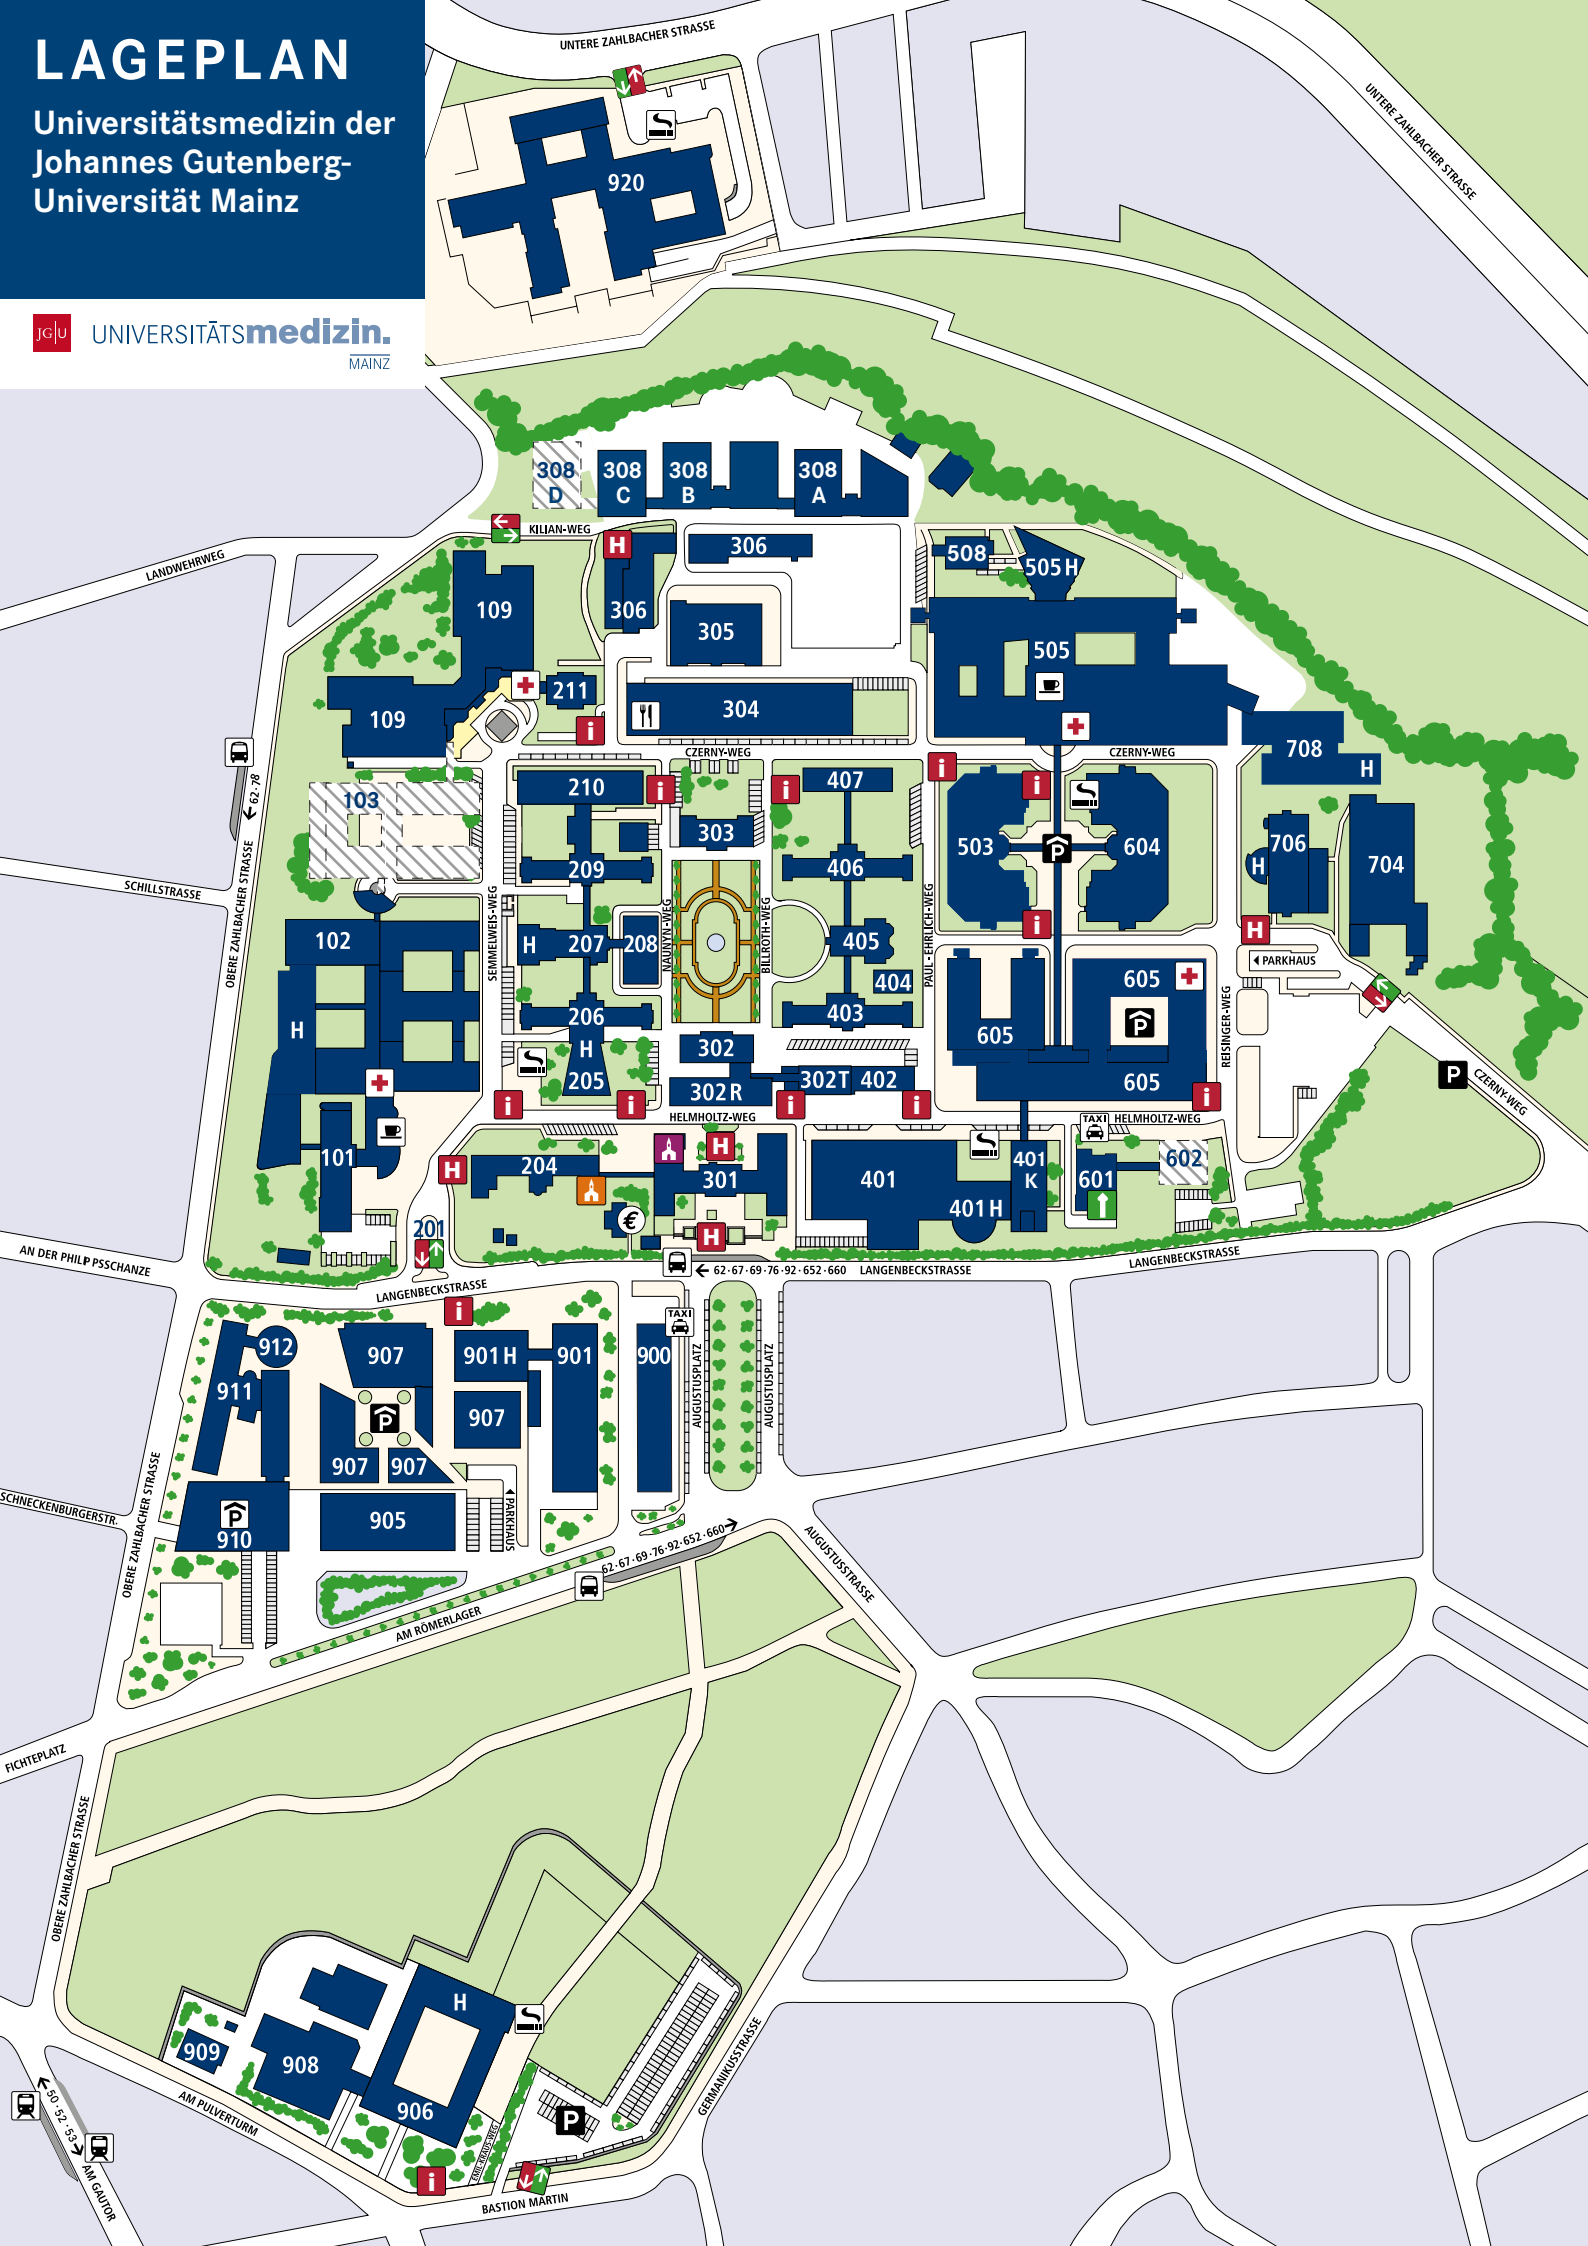 LAGEPLAN
Universitätsmedizin der
Johannes Gutenberg-
Universität Mainz
JG|U
UNIVERSITÄTSmedizin.
MAINZ
UNTERE ZAHLBACHER STRASSE
UNTERE ZAHLBACHER STRASSE
920
308
D
308
C
308
B
308
A
KILIAN-WEG
LANDWEHRWEG
H
306
306
508
505 H
109
305
505
211
109
304
i
CZERNY-WEG
CZERNY-WEG
708
H
i
i
i
i
210
407
103
62 · 78
303
503
604
706
H
704
209
406
SCHILLSTRASSE
OBERE ZAHLBACHER STRASSE
SEMMELWEIS-WEG
NAUNYN-WEG
BILLROTH-WEG
PAUL-EHRLICH-WEG
i
H
102
H
207
208
405
PARKHAUS
404
605
P
REISINGER-WEG
206
403
H
605
302
H
205
605
P
CZERNY-WEG
302 R
302T
402
i
i
i
i
i
HELMHOLTZ-WEG
HELMHOLTZ-WEG
TAXI
101
H
204
H
301
401
401
K
401 H
601
602
201
€
H
AN DER PHILIPPSSCHANZE
62 · 67 · 69 · 76 · 92 · 652 · 660
LANGENBECKSTRASSE
LANGENBECKSTRASSE
LANGENBECKSTRASSE
i
TAXI
912
907
901 H
901
900
911
P
907
907
907
AUGUSTUSPLATZ
AUGUSTUSPLATZ
P
910
905
PARKHAUS
SCHNECKENBURGERSTR.
OBERE ZAHLBACHER STRASSE
62 · 67 · 69 · 76 · 92 · 652 · 660
AUGUSTUSSTRASSE
AM RÖMERLAGER
FICHTEPLATZ
OBERE ZAHLBACHER STRASSE
H
909
908
906
P
GERMANIKUSSTRASSE
50 · 52 · 53
AM PULVERTURM
AM GAUTOR
EMIL-KRAUS-WEG
i
BASTION MARTIN